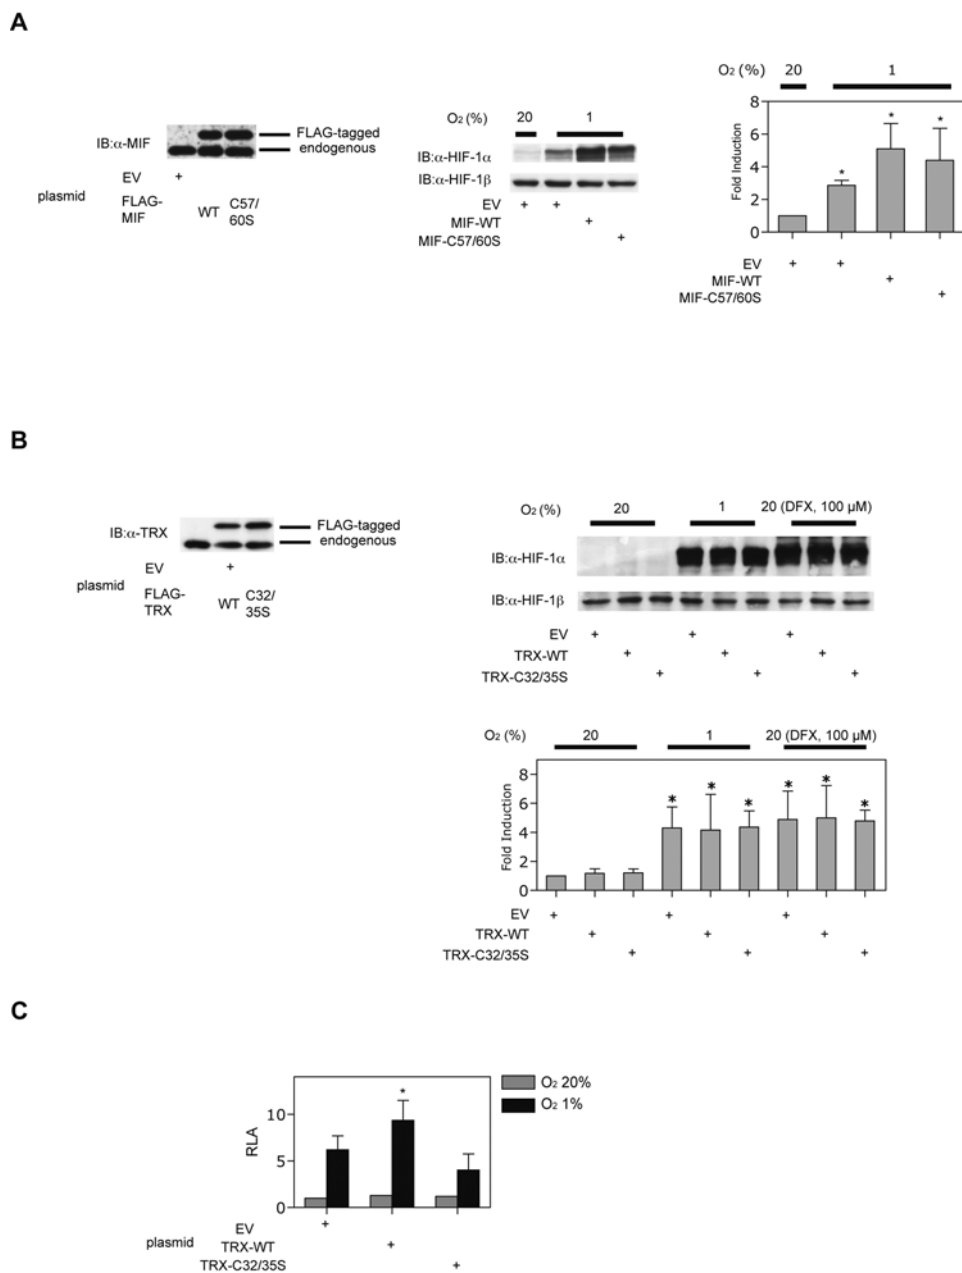 A
IB:α-MIF
FLAG-tagged
endogenous
plasmid
EV +
FLAG-MIF WT C57/60S
O₂ (%) 20 1
IB:α-HIF-1α
IB:α-HIF-1β
EV + +
MIF-WT +
MIF-C57/60S +
O₂ (%) 20 1
Fold Induction
8
6
4
2
0
* * *
EV + +
MIF-WT +
MIF-C57/60S +
B
IB:α-TRX
FLAG-tagged
endogenous
plasmid
EV +
FLAG-TRX WT C32/35S
O₂ (%) 20 1 20 (DFX, 100 µM)
IB:α-HIF-1α
IB:α-HIF-1β
EV + + +
TRX-WT + + +
TRX-C32/35S + + +
O₂ (%) 20 1 20 (DFX, 100 µM)
Fold Induction
8
6
4
2
0
* * * * * *
EV + + +
TRX-WT + + +
TRX-C32/35S + + +
C
RLA
10
5
0
*
O₂ 20%
O₂ 1%
plasmid
EV +
TRX-WT +
TRX-C32/35S +